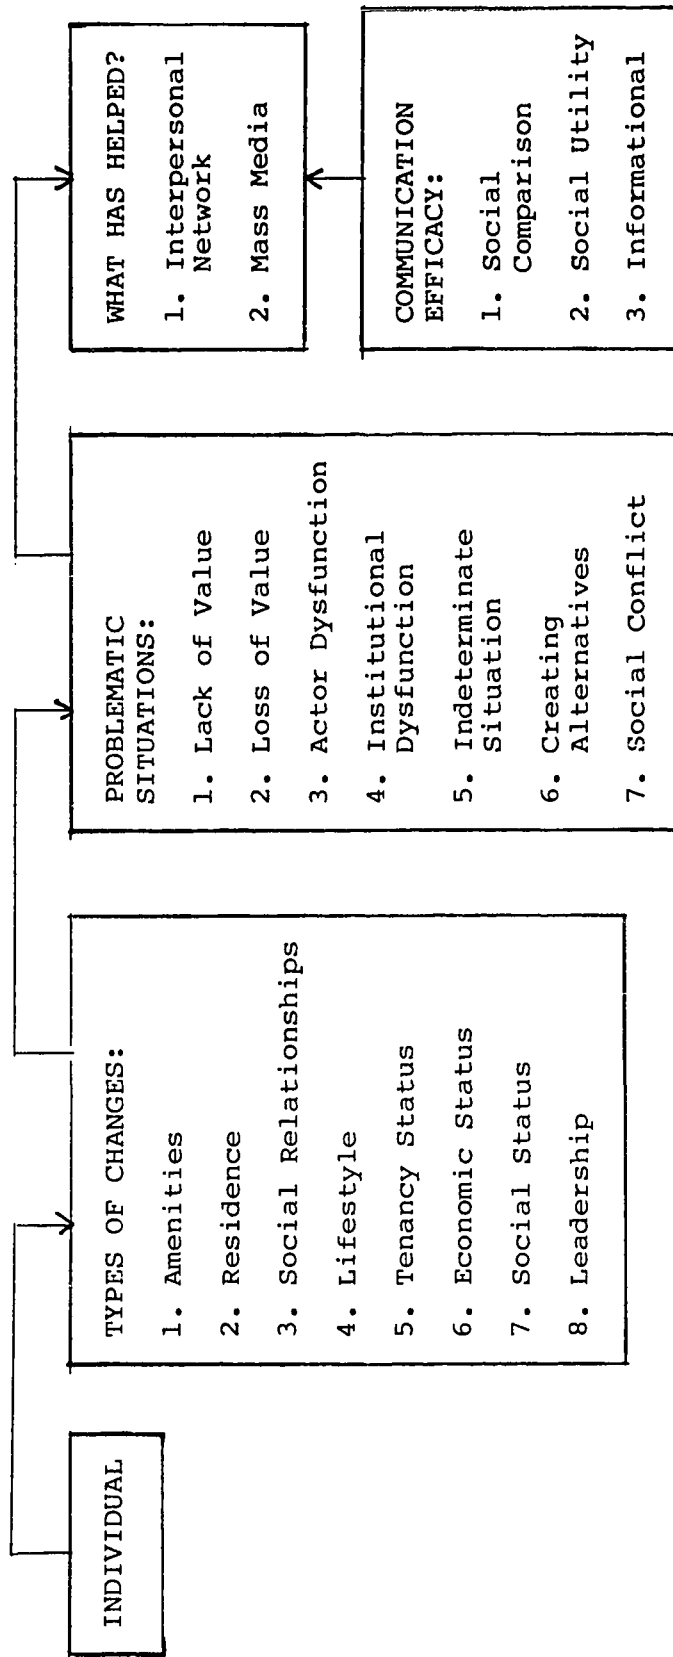 INDIVIDUAL
TYPES OF CHANGES:
1. Amenities
2. Residence
3. Social Relationships
4. Lifestyle
5. Tenancy Status
6. Economic Status
7. Social Status
8. Leadership
PROBLEMATIC
SITUATIONS:
1. Lack of Value
2. Loss of Value
3. Actor Dysfunction
4. Institutional
Dysfunction
5. Indeterminate
Situation
6. Creating
Alternatives
7. Social Conflict
WHAT HAS HELPED?
1. Interpersonal
Network
2. Mass Media
COMMUNICATION
EFFICACY:
1. Social
Comparison
2. Social Utility
3. Informational